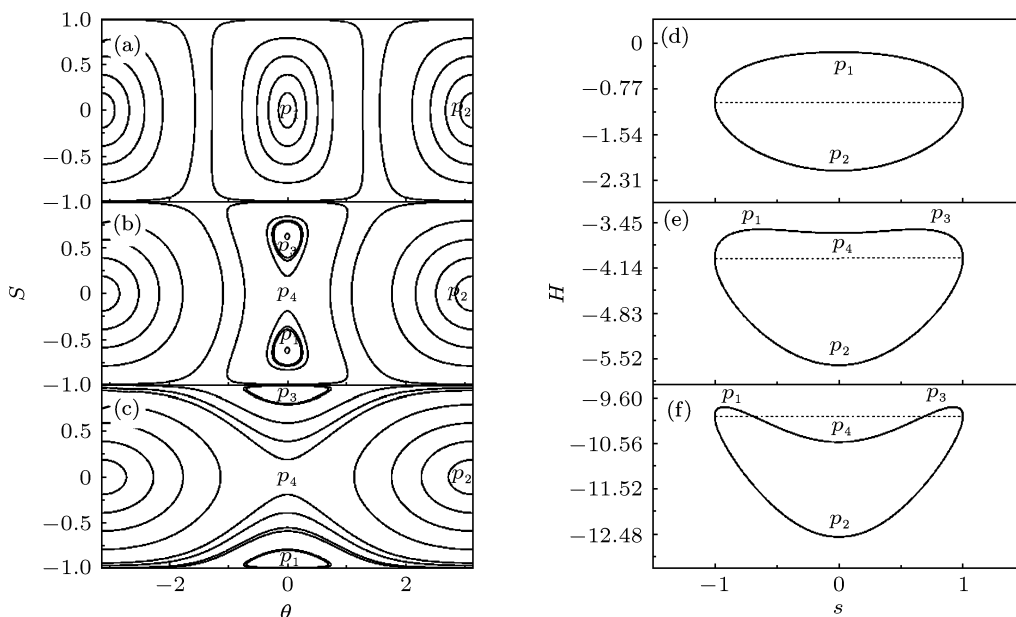 (a)
1.0
0.5
0
−0.5
−1.0
p
p₂
(b)
0.5
0
−0.5
−1.0
p₄
p₂
(c)
0.5
0
−0.5
−1.0
p₃
p₄
p₂
p₁
S
−2
0
2
θ
(d)
0
−0.77
−1.54
−2.31
p₁
p₂
(e)
−3.45
−4.14
−4.83
−5.52
p₁
p₃
p₄
p₂
(f)
−9.60
−10.56
−11.52
−12.48
p₁
p₃
p₄
p₂
H
−1
0
1
s